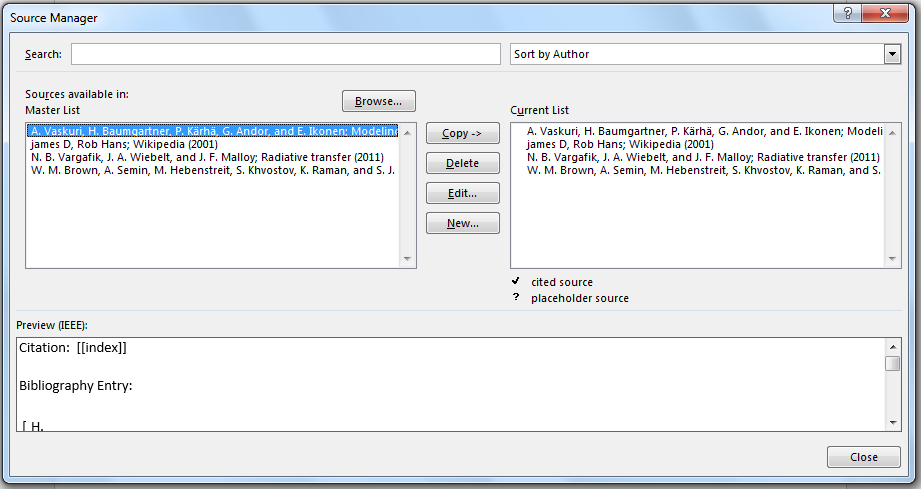 Source Manager
?
Search:
Sort by Author
Sources available in:
Master List
Browse...
A. Vaskuri, H. Baumgartner, P. Kärhä, G. Andor, and E. Ikonen; Modeling
james D, Rob Hans; Wikipedia (2001)
N. B. Vargafik, J. A. Wiebelt, and J. F. Malloy; Radiative transfer (2011)
W. M. Brown, A. Semin, M. Hebenstreit, S. Khvostov, K. Raman, and S. J.
Copy ->
Delete
Edit...
New...
Current List
A. Vaskuri, H. Baumgartner, P. Kärhä, G. Andor, and E. Ikonen; Modeli
james D, Rob Hans; Wikipedia (2001)
N. B. Vargafik, J. A. Wiebelt, and J. F. Malloy; Radiative transfer (2011)
W. M. Brown, A. Semin, M. Hebenstreit, S. Khvostov, K. Raman, and S.
cited source
? placeholder source
Preview (IEEE):
Citation: [[index]]
Bibliography Entry:
[ H.
Close